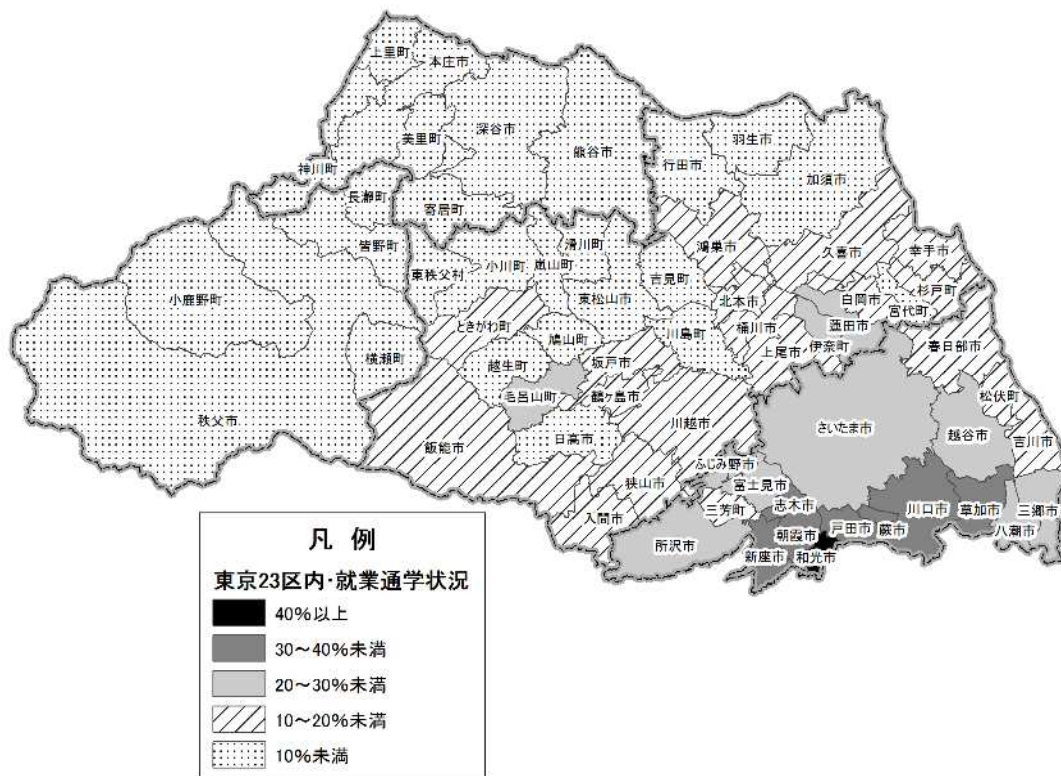 上里町
本庄市
美里町
深谷市
熊谷市
神川町
長瀞町
寄居町
皆野町
行田市
羽生市
加須市
鴻巣市
久喜市
幸手市
杉戸町
白岡市
宮代町
蓮田市
東秩父村
小川町
嵐山町
滑川町
吉見町
東松山市
北本市
桶川市
上尾市
伊奈町
春日部市
小鹿野町
ときがわ町
鳩山町
川島町
横瀬町
越生町
坂戸市
毛呂山町
鶴ヶ島市
松伏町
秩父市
飯能市
日高市
川越市
さいたま市
越谷市
吉川市
狭山市
ふじみ野市
富士見市
入間市
三芳町
志木市
川口市
草加市
三郷市
八潮市
所沢市
朝霞市
戸田市
蕨市
新座市
和光市
凡 例
東京23区内・就業通学状況
40%以上
30～40%未満
20～30%未満
10～20%未満
10%未満